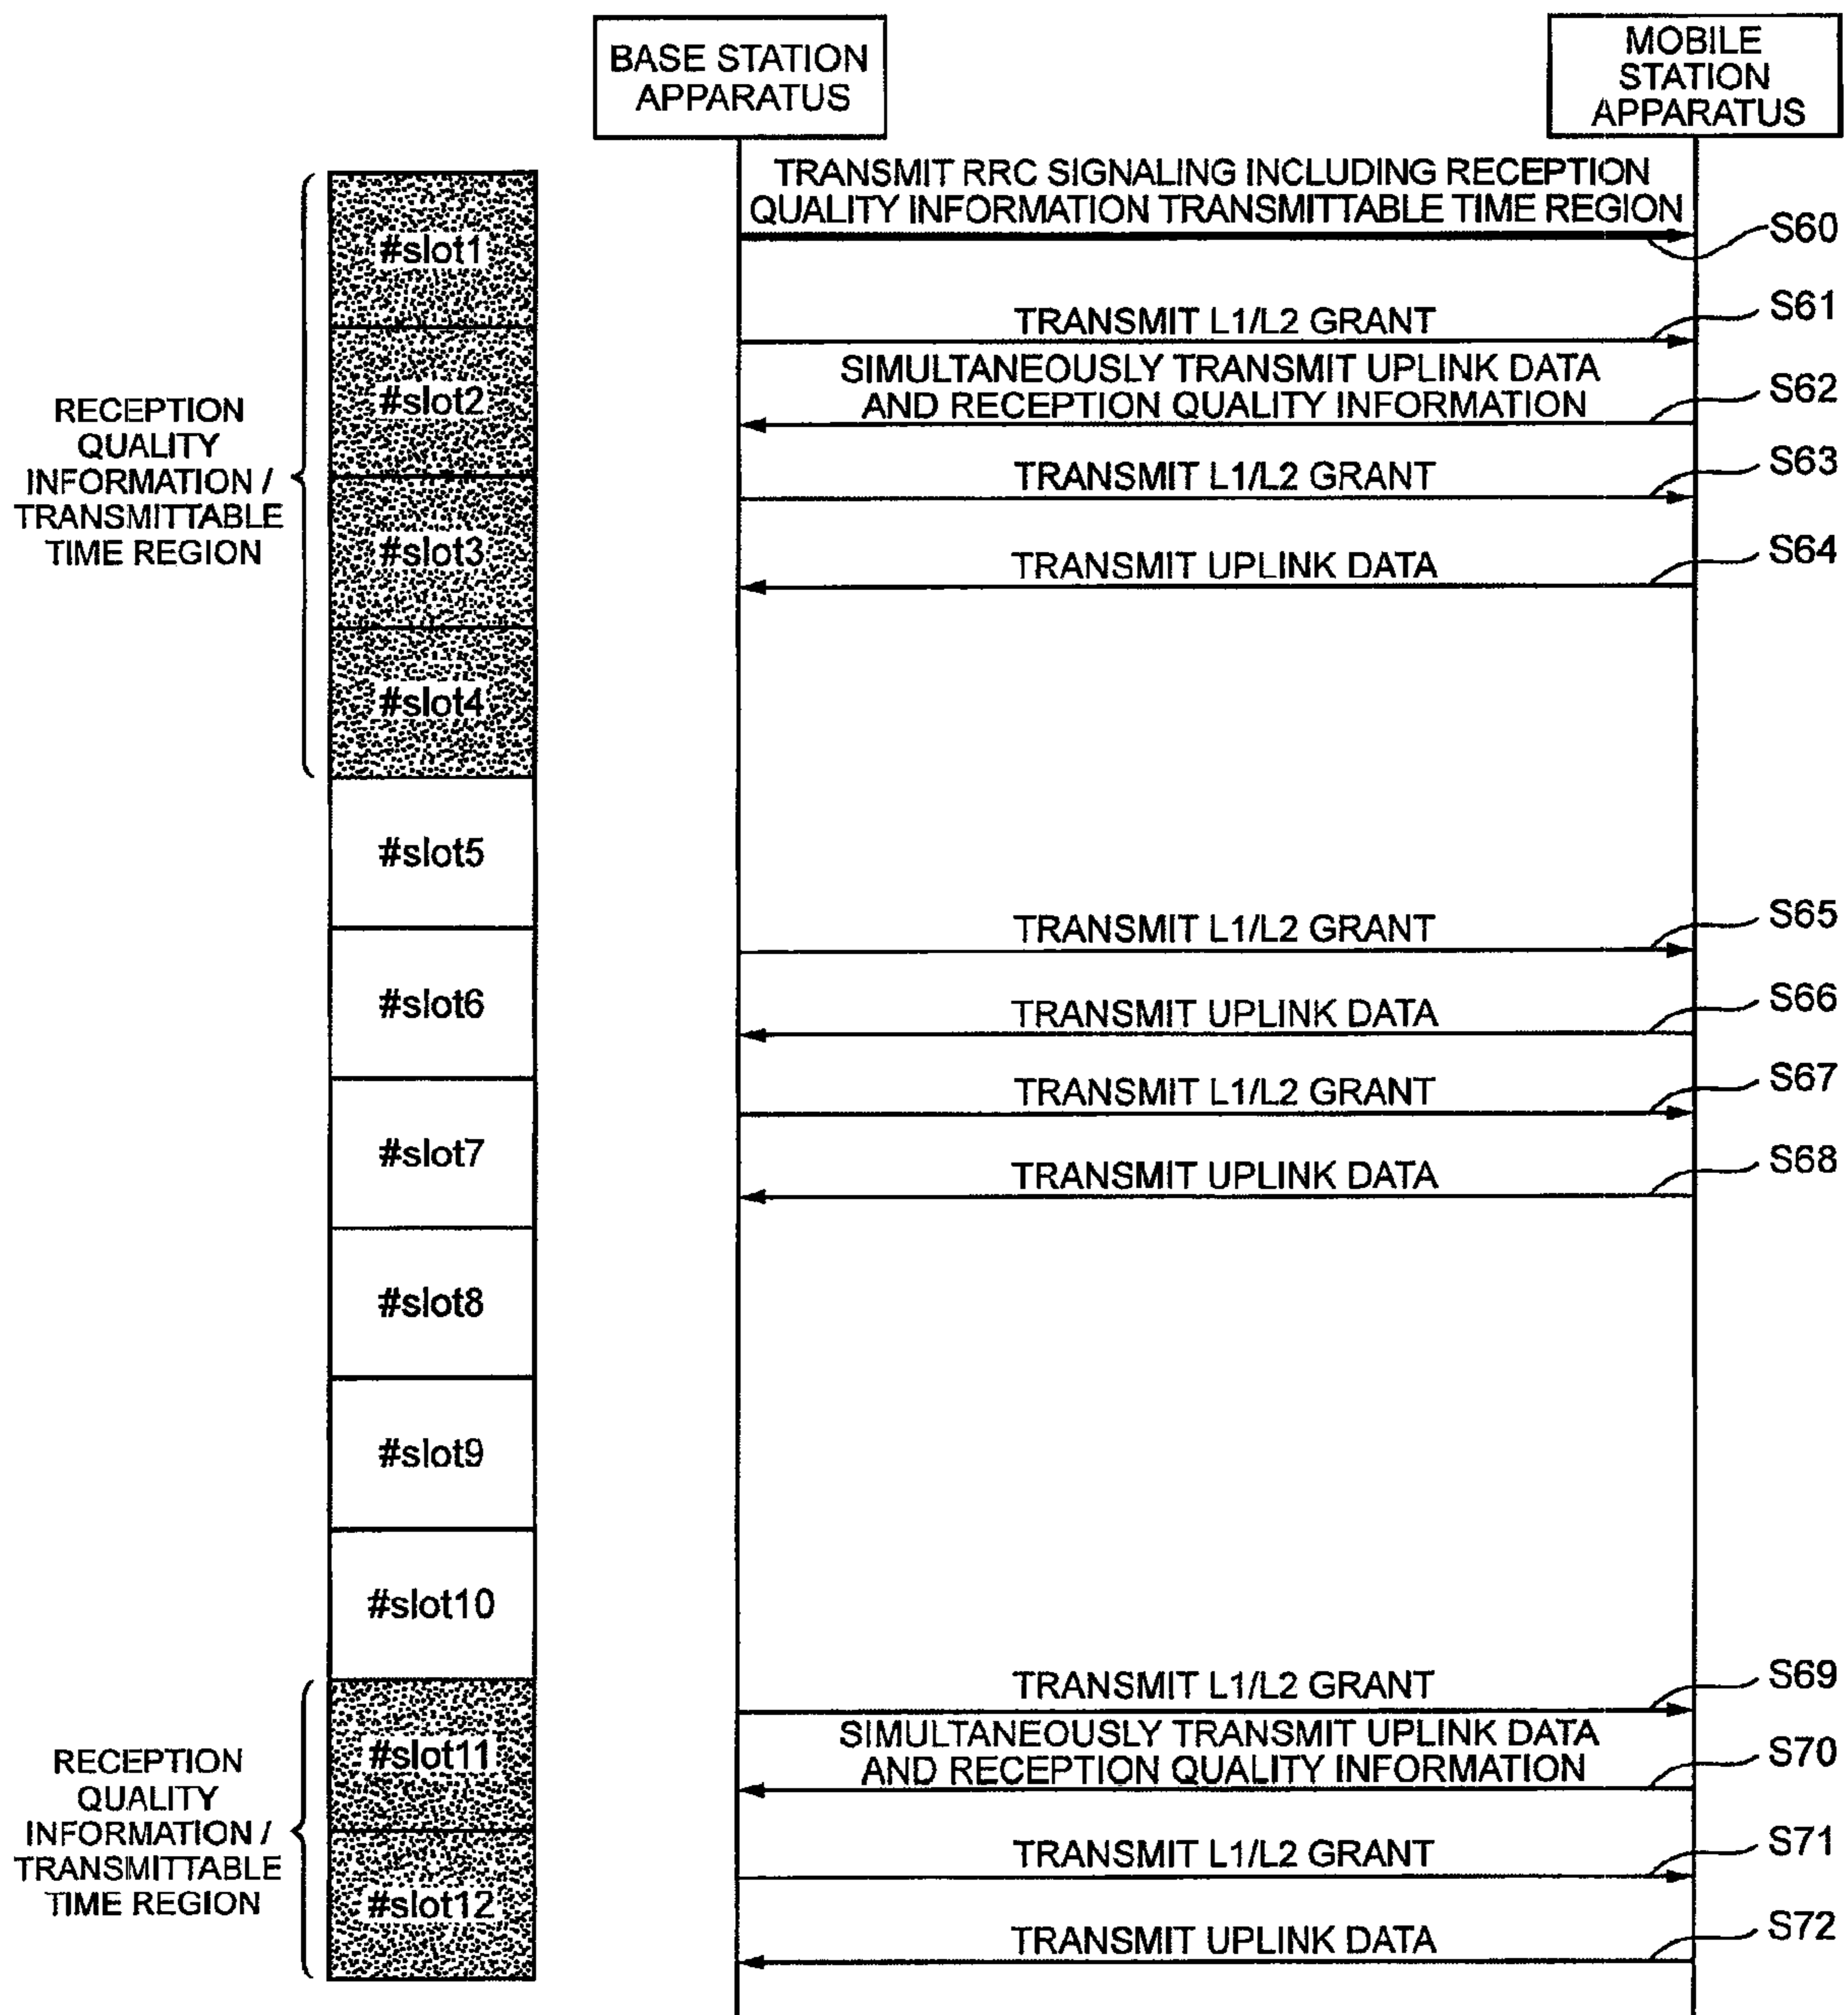 BASE STATION
APPARATUS
MOBILE
STATION
APPARATUS
TRANSMIT RRC SIGNALING INCLUDING RECEPTION
QUALITY INFORMATION TRANSMITTABLE TIME REGION
S60
#slot1
TRANSMIT L1/L2 GRANT
S61
#slot2
SIMULTANEOUSLY TRANSMIT UPLINK DATA
AND RECEPTION QUALITY INFORMATION
S62
RECEPTION
QUALITY
INFORMATION /
TRANSMITTABLE
TIME REGION
TRANSMIT L1/L2 GRANT
S63
#slot3
TRANSMIT UPLINK DATA
S64
#slot4
#slot5
TRANSMIT L1/L2 GRANT
S65
#slot6
TRANSMIT UPLINK DATA
S66
TRANSMIT L1/L2 GRANT
S67
#slot7
TRANSMIT UPLINK DATA
S68
#slot8
#slot9
#slot10
TRANSMIT L1/L2 GRANT
S69
#slot11
SIMULTANEOUSLY TRANSMIT UPLINK DATA
AND RECEPTION QUALITY INFORMATION
S70
RECEPTION
QUALITY
INFORMATION /
TRANSMITTABLE
TIME REGION
TRANSMIT L1/L2 GRANT
S71
#slot12
TRANSMIT UPLINK DATA
S72